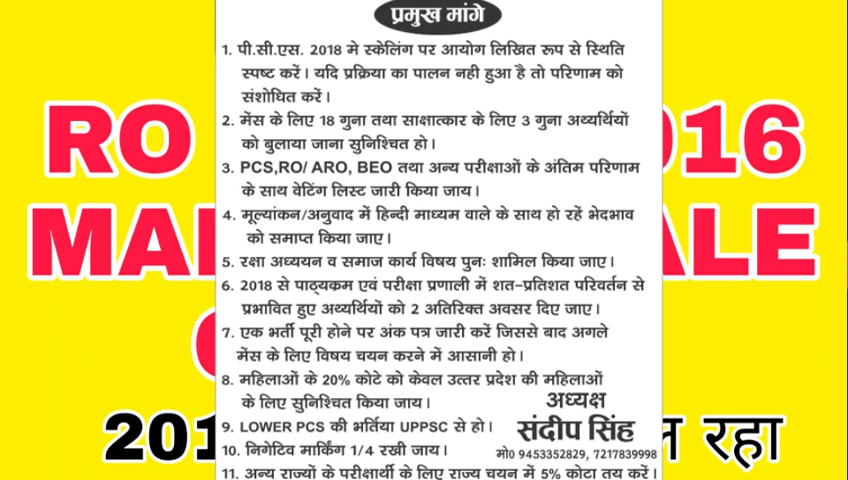 प्रमुख मांगे
1. पी.सी.एस. 2018 मे स्केलिंग पर आयोग लिखित रूप से स्थिति
स्पष्ट करें। यदि प्रक्रिया का पालन नही हुआ है तो परिणाम को
संशोधित करें।
2. मेंस के लिए 18 गुना तथा साक्षात्कार के लिए 3 गुना अथ्यर्थियों
को बुलाया जाना सुनिश्चित हो।
3. PCS,RO/ ARO, BEO तथा अन्य परीक्षाओं के अंतिम परिणाम
के साथ वेटिंग लिस्ट जारी किया जाय।
4. मूल्यांकन/अनुवाद में हिन्दी माध्यम वाले के साथ हो रहें भेदभाव
को समाप्त किया जाए।
5. रक्षा अध्ययन व समाज कार्य विषय पुनः शामिल किया जाए।
6. 2018 से पाठ्यक्रम एवं परीक्षा प्रणाली में शत-प्रतिशत परिवर्तन से
प्रभावित हुए अथ्यर्थियों को 2 अतिरिक्त अवसर दिए जाए।
7. एक भर्ती पूरी होने पर अंक पत्र जारी करें जिससे बाद अगले
मेंस के लिए विषय चयन करने में आसानी हो।
8. महिलाओं के 20% कोटे को केवल उत्तर प्रदेश की महिलाओं
के लिए सुनिश्चित किया जाय।
9. LOWER PCS की भर्तिया UPPSC से हो।
10. निगेटिव मार्किंग 1/4 रखी जाय।
11. अन्य राज्यों के परीक्षार्थी के लिए राज्य चयन में 5% कोटा तय करें।
अध्यक्ष
संदीप सिंह
मो0 9453352829, 7217839998
RO 016
MA ALE
201 रहा